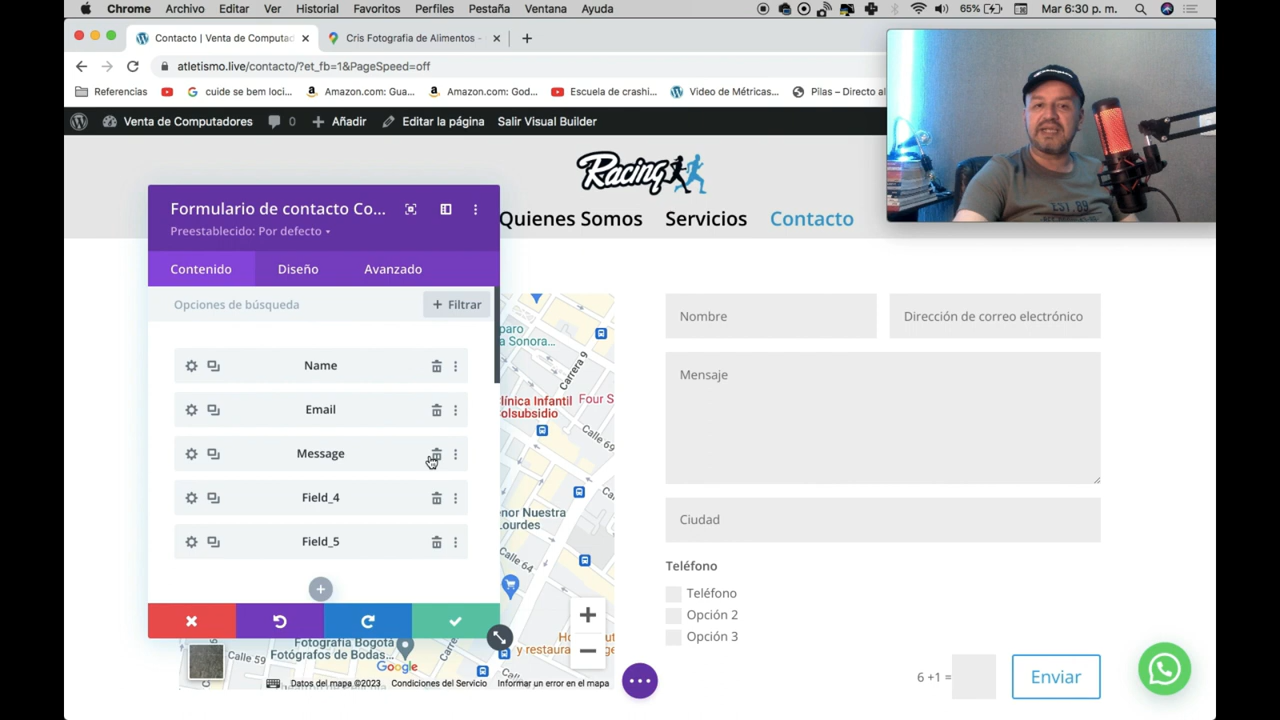 Chrome Archivo Editar Ver Historial Favoritos Perfiles Pestaña Ventana Ayuda 65% Mar 6:30 p. m.
Contacto | Venta de Computad
Cris Fotografia de Alimentos -
atletismo.live/contacto/?et_fb=1&PageSpeed=off
Referencias
cuide se bem loci...
Amazon.com: Gua...
Amazon.com: God...
Escuela de crashi...
Video de Métricas...
Pilas – Directo al
Venta de Computadores 0 Añadir Editar la página Salir Visual Builder
Racing
Quienes Somos Servicios Contacto
Formulario de contacto Co...
Preestablecido: Por defecto
Contenido Diseño Avanzado
Opciones de búsqueda + Filtrar
Name
Email
Message
Field_4
Field_5
+
paro
a Sonora...
Carrera 9
Clínica Infantil
Colsubsidio
Four S
Calle 69
enor Nuestra
Lourdes
Calle 64
Fotografía Bogotá
Fotógrafos de Bodas...
Calle 59
Google
y restaura
Datos del mapa ©2023 Condiciones del Servicio Informar un error en el mapa
Nombre
Dirección de correo electrónico
Mensaje
Ciudad
Teléfono
Teléfono
Opción 2
Opción 3
6 +1 =
Enviar